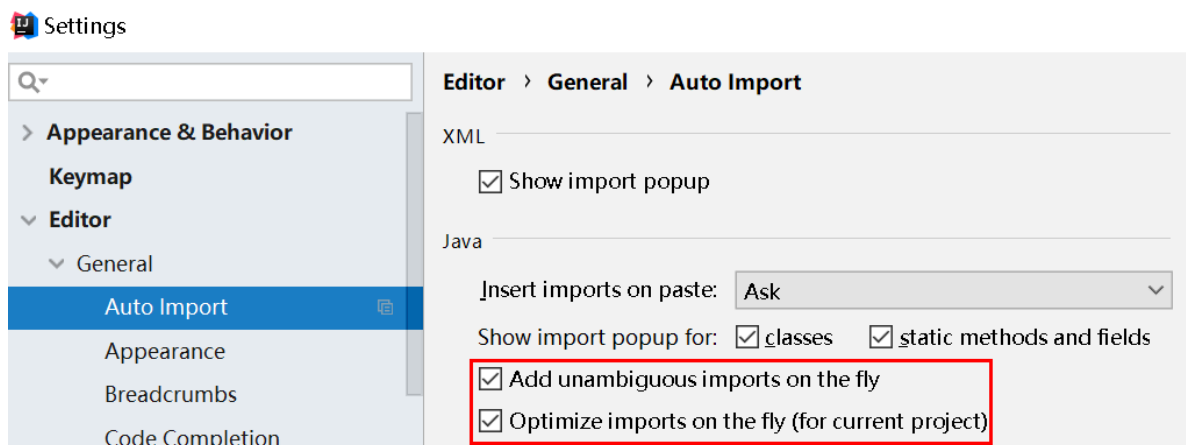 Settings
Appearance & Behavior
Keymap
Editor
General
Auto Import
Appearance
Breadcrumbs
Code Completion
Editor › General › Auto Import
XML
Show import popup
Java
Insert imports on paste: Ask
Show import popup for: classes static methods and fields
Add unambiguous imports on the fly
Optimize imports on the fly (for current project)